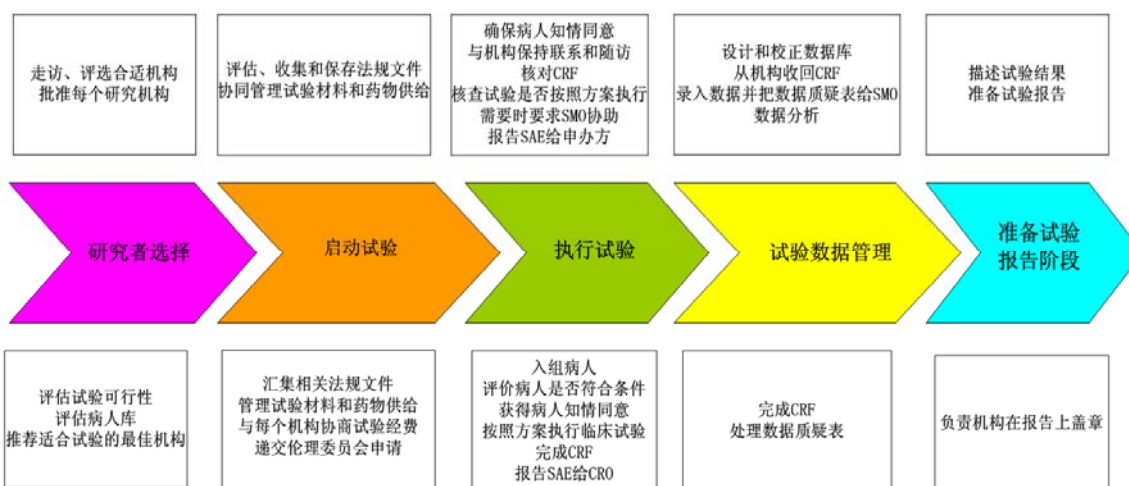 走访、评选合适机构
批准每个研究机构
评估、收集和保存法规文件
协同管理试验材料和药物供给
确保病人知情同意
与机构保持联系和随访
核对CRF
核查试验是否按照方案执行
需要时要求SMO协助
报告SAE给申办方
设计和校正数据库
从机构收回CRF
录入数据并把数据质疑表给SMO
数据分析
描述试验结果
准备试验报告
研究者选择
启动试验
执行试验
试验数据管理
准备试验
报告阶段
评估试验可行性
评估病人库
推荐适合试验的最佳机构
汇集相关法规文件
管理试验材料和药物供给
与每个机构协商试验经费
递交伦理委员会申请
入组病人
评价病人是否符合条件
获得病人知情同意
按照方案执行临床试验
完成CRF
报告SAE给CRO
完成CRF
处理数据质疑表
负责机构在报告上盖章